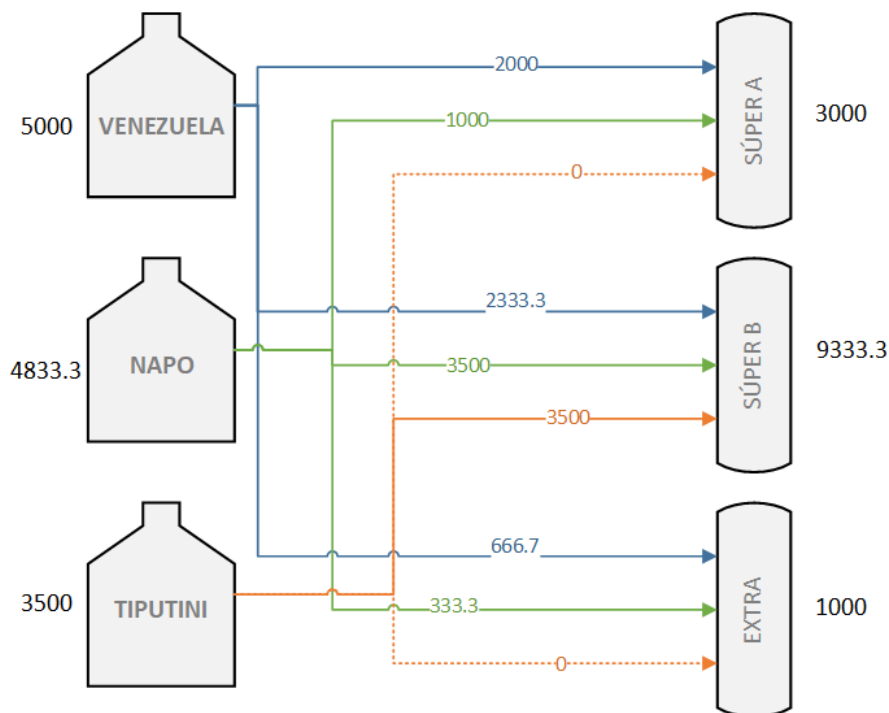 2000
5000
VENEZUELA
1000
SÚPER A
3000
0
2333.3
4833.3
NAPO
3500
SÚPER B
9333.3
3500
666.7
3500
TIPUTINI
333.3
EXTRA
1000
0